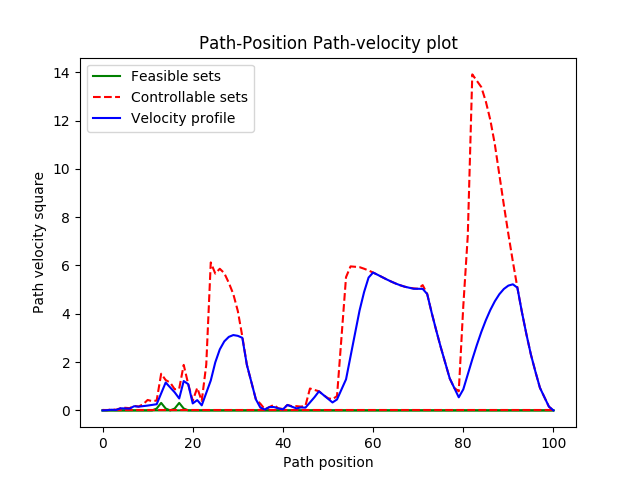 Path-Position Path-velocity plot
Feasible sets
Controllable sets
Velocity profile
Path velocity square
14
12
10
8
6
4
2
0
0 20 40 60 80 100
Path position